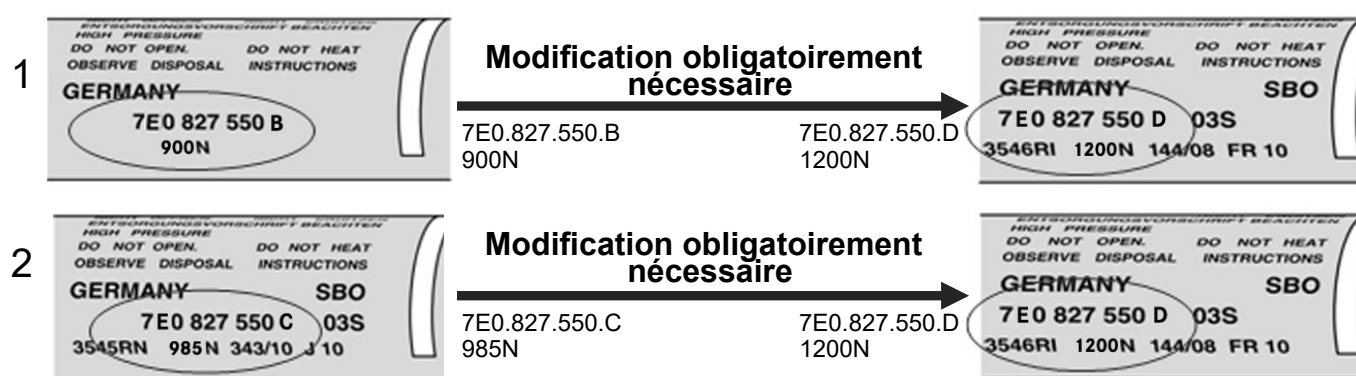 1
ENTSORGUNGSVORSCHRIFT BEACHTEN
HIGH PRESSURE
DO NOT OPEN. DO NOT HEAT
OBSERVE DISPOSAL INSTRUCTIONS
GERMANY
7E0 827 550 B
900N
Modification obligatoirement
nécessaire
7E0.827.550.B 7E0.827.550.D
900N 1200N
ENTSORGUNGSVORSCHRIFT BEACHTEN
HIGH PRESSURE
DO NOT OPEN. DO NOT HEAT
OBSERVE DISPOSAL INSTRUCTIONS
GERMANY SBO
7E0 827 550 D 03S
3546RI 1200N 144/08 FR 10
2
ENTSORGUNGSVORSCHRIFT BEACHTEN
HIGH PRESSURE
DO NOT OPEN. DO NOT HEAT
OBSERVE DISPOSAL INSTRUCTIONS
GERMANY SBO
7E0 827 550 C 03S
3545RN 985N 343/10 J 10
Modification obligatoirement
nécessaire
7E0.827.550.C 7E0.827.550.D
985N 1200N
ENTSORGUNGSVORSCHRIFT BEACHTEN
HIGH PRESSURE
DO NOT OPEN. DO NOT HEAT
OBSERVE DISPOSAL INSTRUCTIONS
GERMANY SBO
7E0 827 550 D 03S
3546RI 1200N 144/08 FR 10